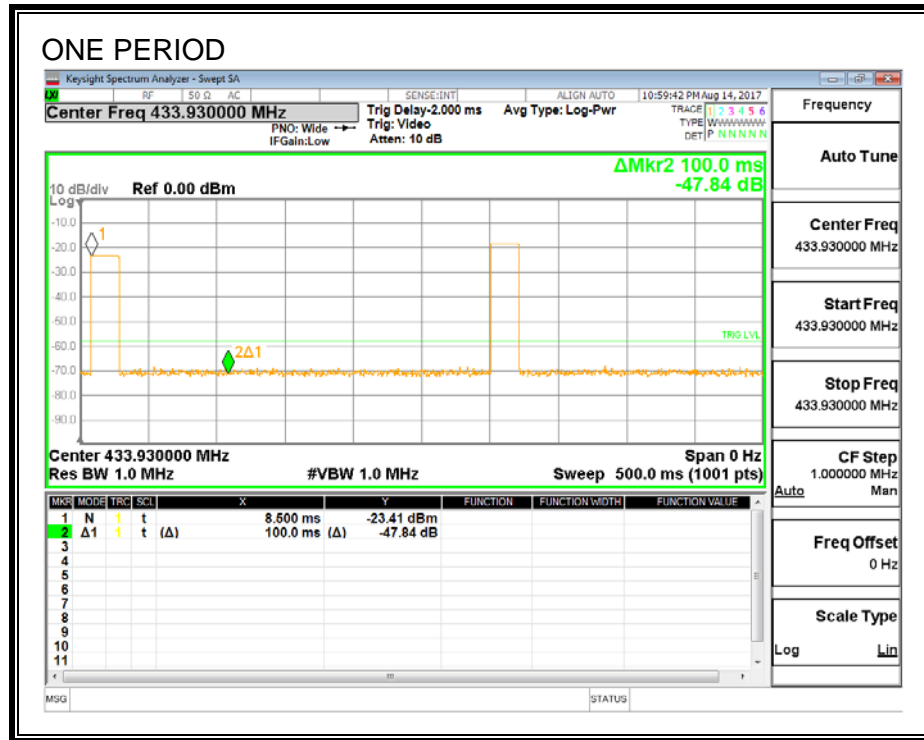 ONE PERIOD
Keysight Spectrum Analyzer - Swept SA
LXI RF 50 Ω AC SENSE:INT ALIGN AUTO 10:59:42 PM Aug 14, 2017
Center Freq 433.930000 MHz
PNO: Wide
IFGain:Low
Trig Delay-2.000 ms
Trig: Video
Atten: 10 dB
Avg Type: Log-Pwr
TRACE 1 2 3 4 5 6
TYPE WWWWWW
DET P N N N N N
ΔMkr2 100.0 ms
-47.84 dB
10 dB/div Ref 0.00 dBm
Log
-10.0
1
-20.0
-30.0
-40.0
-50.0
TRIG LVL
-60.0
2Δ1
-70.0
-80.0
-90.0
Center 433.930000 MHz Span 0 Hz
Res BW 1.0 MHz #VBW 1.0 MHz Sweep 500.0 ms (1001 pts)
MKR MODE TRC SCL X Y FUNCTION FUNCTION WIDTH FUNCTION VALUE
1 N 1 t 8.500 ms -23.41 dBm
2 Δ1 1 t (Δ) 100.0 ms (Δ) -47.84 dB
3
4
5
6
7
8
9
10
11
MSG STATUS
Frequency
Auto Tune
Center Freq
433.930000 MHz
Start Freq
433.930000 MHz
Stop Freq
433.930000 MHz
CF Step
1.000000 MHz
Auto Man
Freq Offset
0 Hz
Scale Type
Log Lin